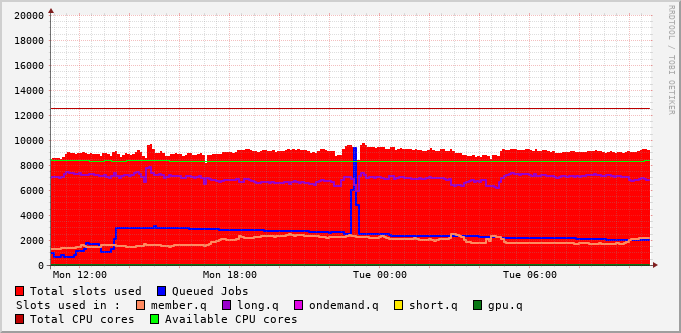 20000
18000
16000
14000
12000
10000
8000
6000
4000
2000
0
Mon 12:00 Mon 18:00 Tue 00:00 Tue 06:00
Total slots used Queued Jobs
Slots used in : member.q long.q ondemand.q short.q gpu.q
Total CPU cores Available CPU cores
RRDTOOL / TOBI OETIKER